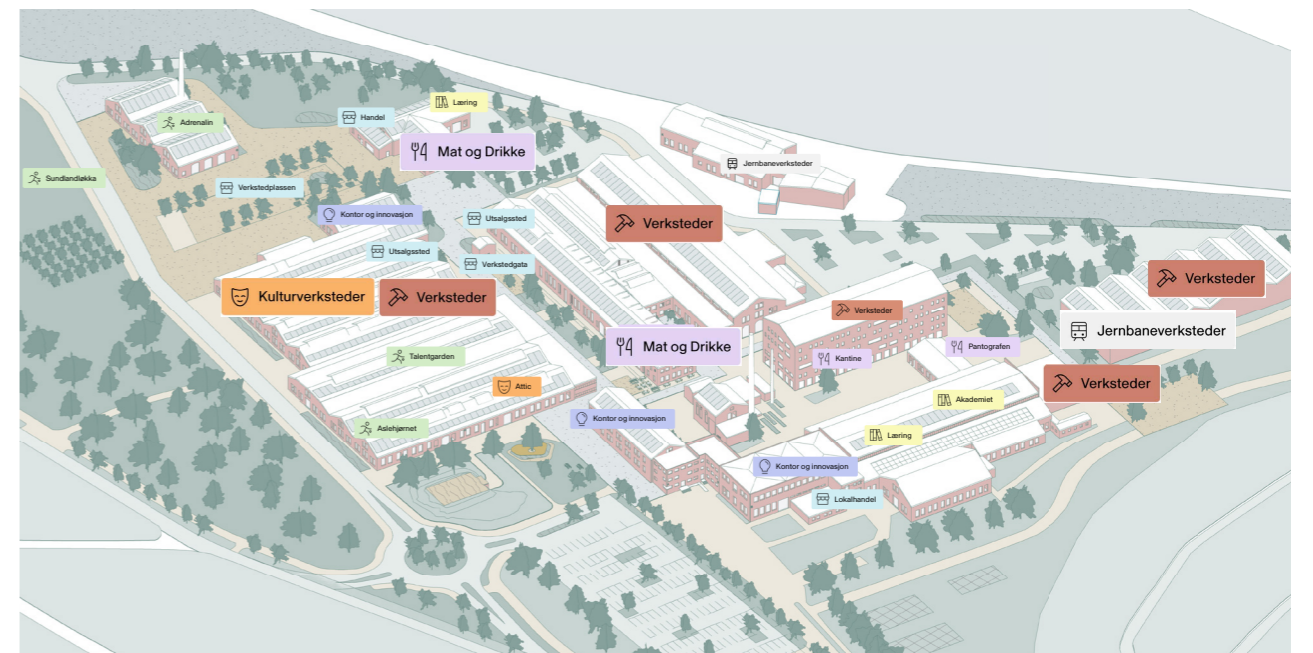 Læring
Handel
Adrenalin
Mat og Drikke
Jernbaneverksteder
Sundlandløkka
Verkstedplassen
Kontor og innovasjon
Utsalgssted
Verksteder
Utsalgssted
Verkstedgata
Verksteder
Kulturverksteder
Verksteder
Verksteder
Jernbaneverksteder
Mat og Drikke
Pantografen
Talentgarden
Kantine
Verksteder
Attic
Akademiet
Kontor og innovasjon
Aslehjørnet
Læring
Kontor og innovasjon
Lokalhandel